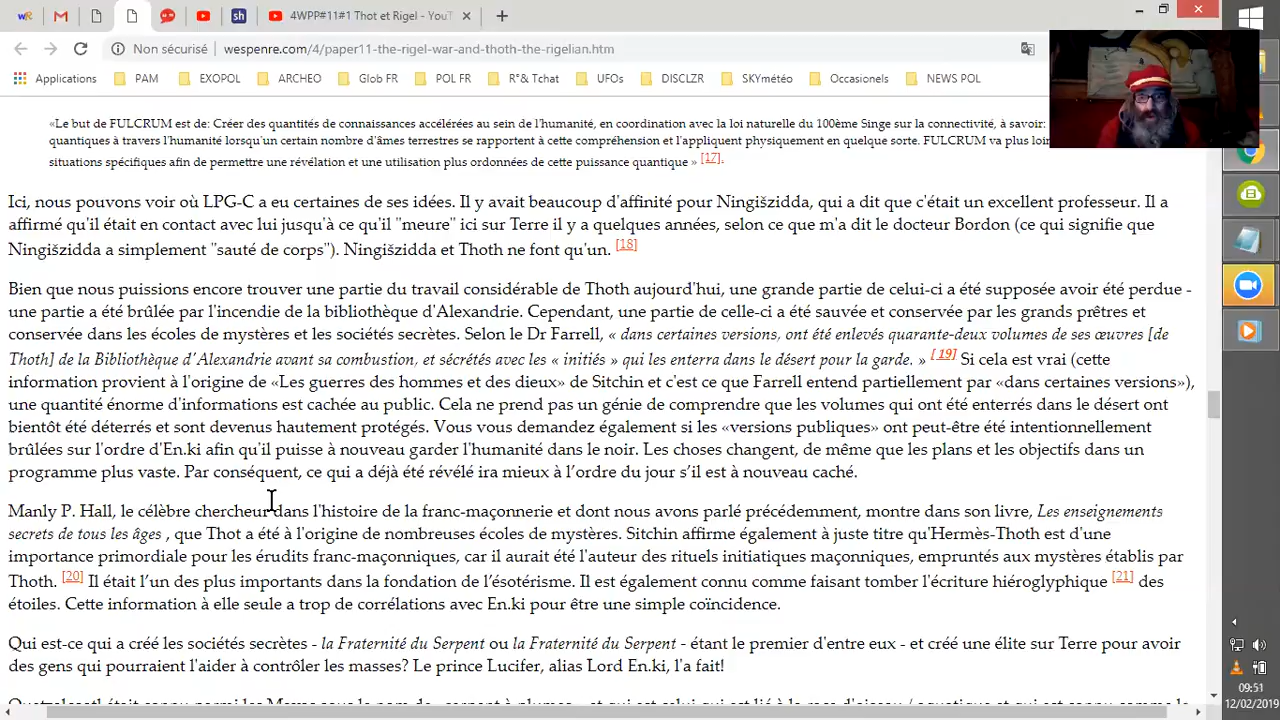 4WPP#11#1 Thot et Rigel - YouT
Non sécurisé
wespenre.com/4/paper11-the-rigel-war-and-thoth-the-rigelian.htm
Applications PAM EXOPOL ARCHEO Glob FR POL FR R°& Tchat UFOs DISCLZR SKYmétéo Occasionels NEWS POL
«Le but de FULCRUM est de: Créer des quantités de connaissances accélérées au sein de l'humanité, en coordination avec la loi naturelle du 100ème Singe sur la connectivité, à savoir:
quantiques à travers l'humanité lorsqu'un certain nombre d'âmes terrestres se rapportent à cette compréhension et l'appliquent physiquement en quelque sorte. FULCRUM va plus loin
situations spécifiques afin de permettre une révélation et une utilisation plus ordonnées de cette puissance quantique » [17].
Ici, nous pouvons voir où LPG-C a eu certaines de ses idées. Il y avait beaucoup d'affinité pour Ningišzidda, qui a dit que c'était un excellent professeur. Il a
affirmé qu'il était en contact avec lui jusqu'à ce qu'il "meure" ici sur Terre il y a quelques années, selon ce que m'a dit le docteur Bordon (ce qui signifie que
Ningišzidda a simplement "sauté de corps"). Ningišzidda et Thoth ne font qu'un. [18]
Bien que nous puissions encore trouver une partie du travail considérable de Thoth aujourd'hui, une grande partie de celui-ci a été supposée avoir été perdue -
une partie a été brûlée par l'incendie de la bibliothèque d'Alexandrie. Cependant, une partie de celle-ci a été sauvée et conservée par les grands prêtres et
conservée dans les écoles de mystères et les sociétés secrètes. Selon le Dr Farrell, « dans certaines versions, ont été enlevés quarante-deux volumes de ses œuvres [de
Thoth] de la Bibliothèque d'Alexandrie avant sa combustion, et sécrétés avec les « initiés » qui les enterra dans le désert pour la garde. » [19] Si cela est vrai (cette
information provient à l'origine de «Les guerres des hommes et des dieux» de Sitchin et c'est ce que Farrell entend partiellement par «dans certaines versions»),
une quantité énorme d'informations est cachée au public. Cela ne prend pas un génie de comprendre que les volumes qui ont été enterrés dans le désert ont
bientôt été déterrés et sont devenus hautement protégés. Vous vous demandez également si les «versions publiques» ont peut-être été intentionnellement
brûlées sur l'ordre d'En.ki afin qu'il puisse à nouveau garder l'humanité dans le noir. Les choses changent, de même que les plans et les objectifs dans un
programme plus vaste. Par conséquent, ce qui a déjà été révélé ira mieux à l'ordre du jour s'il est à nouveau caché.
Manly P. Hall, le célèbre chercheur dans l'histoire de la franc-maçonnerie et dont nous avons parlé précédemment, montre dans son livre, Les enseignements
secrets de tous les âges , que Thot a été à l'origine de nombreuses écoles de mystères. Sitchin affirme également à juste titre qu'Hermès-Thoth est d'une
importance primordiale pour les érudits franc-maçonniques, car il aurait été l'auteur des rituels initiatiques maçonniques, empruntés aux mystères établis par
Thoth. [20] Il était l'un des plus importants dans la fondation de l'ésotérisme. Il est également connu comme faisant tomber l'écriture hiéroglyphique [21] des
étoiles. Cette information à elle seule a trop de corrélations avec En.ki pour être une simple coïncidence.
Qui est-ce qui a créé les sociétés secrètes - la Fraternité du Serpent ou la Fraternité du Serpent - étant le premier d'entre eux - et créé une élite sur Terre pour avoir
des gens qui pourraient l'aider à contrôler les masses? Le prince Lucifer, alias Lord En.ki, l'a fait!
09:51
12/02/2019